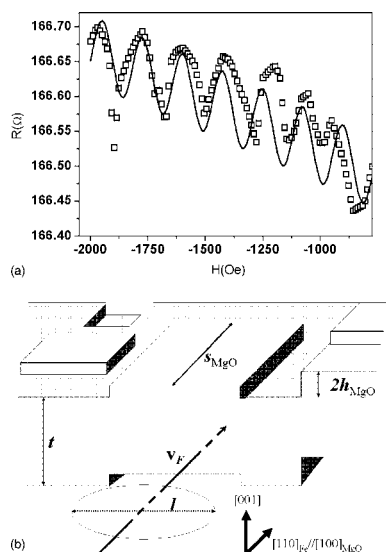 166.70
166.65
166.60
166.55
166.50
166.45
166.40
R(Ω)
-2000
-1750
-1500
-1250
-1000
H(Oe)
(a)
s_MgO
2h_MgO
t
v_F
l
[001]
[110]_Fe//[100]_MgO
(b)